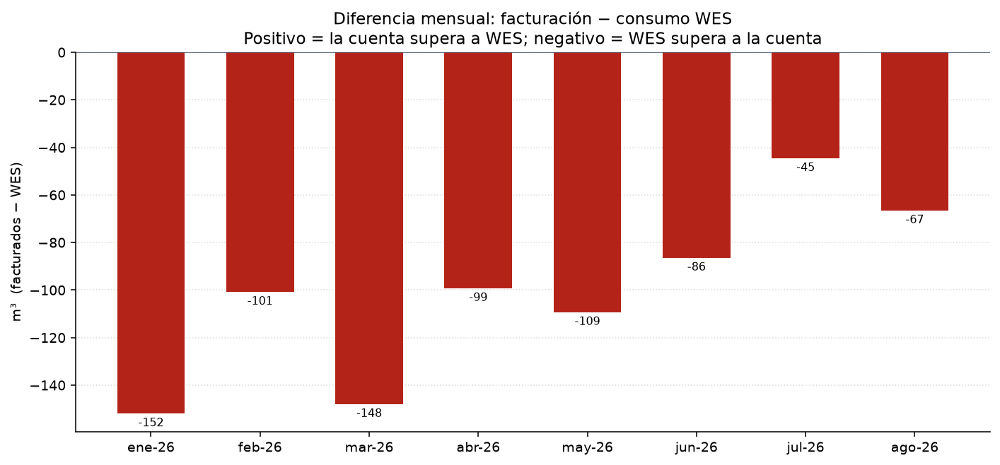 Diferencia mensual: facturación − consumo WES
Positivo = la cuenta supera a WES; negativo = WES supera a la cuenta
m³ (facturados − WES)
0
−20
−40
−60
−80
−100
−120
−140
-152
-101
-148
-99
-109
-86
-45
-67
ene-26
feb-26
mar-26
abr-26
may-26
jun-26
jul-26
ago-26